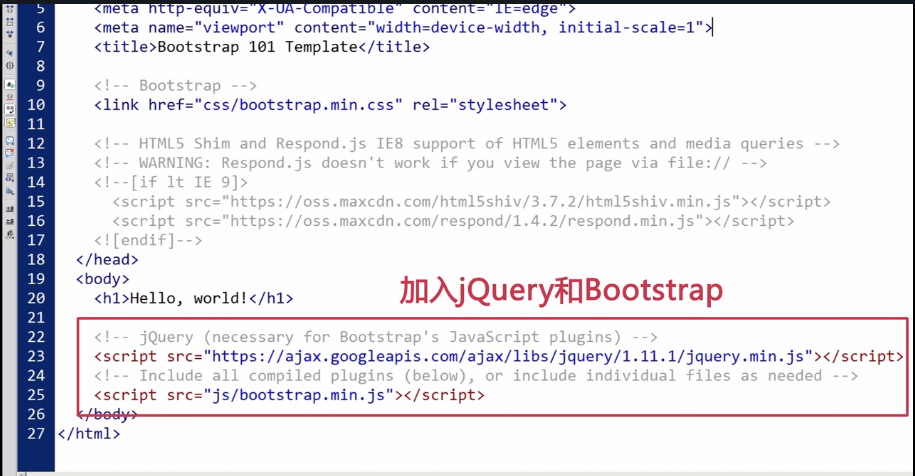 5 <meta http-equiv="X-UA-Compatible" content="IE=edge">
6 <meta name="viewport" content="width=device-width, initial-scale=1">
7 <title>Bootstrap 101 Template</title>
8
9 <!-- Bootstrap -->
10 <link href="css/bootstrap.min.css" rel="stylesheet">
11
12 <!-- HTML5 Shim and Respond.js IE8 support of HTML5 elements and media queries -->
13 <!-- WARNING: Respond.js doesn't work if you view the page via file:// -->
14 <!--[if lt IE 9]>
15 <script src="https://oss.maxcdn.com/html5shiv/3.7.2/html5shiv.min.js"></script>
16 <script src="https://oss.maxcdn.com/respond/1.4.2/respond.min.js"></script>
17 <![endif]-->
18 </head>
19 <body>
20 <h1>Hello, world!</h1>
加入jQuery和Bootstrap
21
22 <!-- jQuery (necessary for Bootstrap's JavaScript plugins) -->
23 <script src="https://ajax.googleapis.com/ajax/libs/jquery/1.11.1/jquery.min.js"></script>
24 <!-- Include all compiled plugins (below), or include individual files as needed -->
25 <script src="js/bootstrap.min.js"></script>
26 </body>
27 </html>